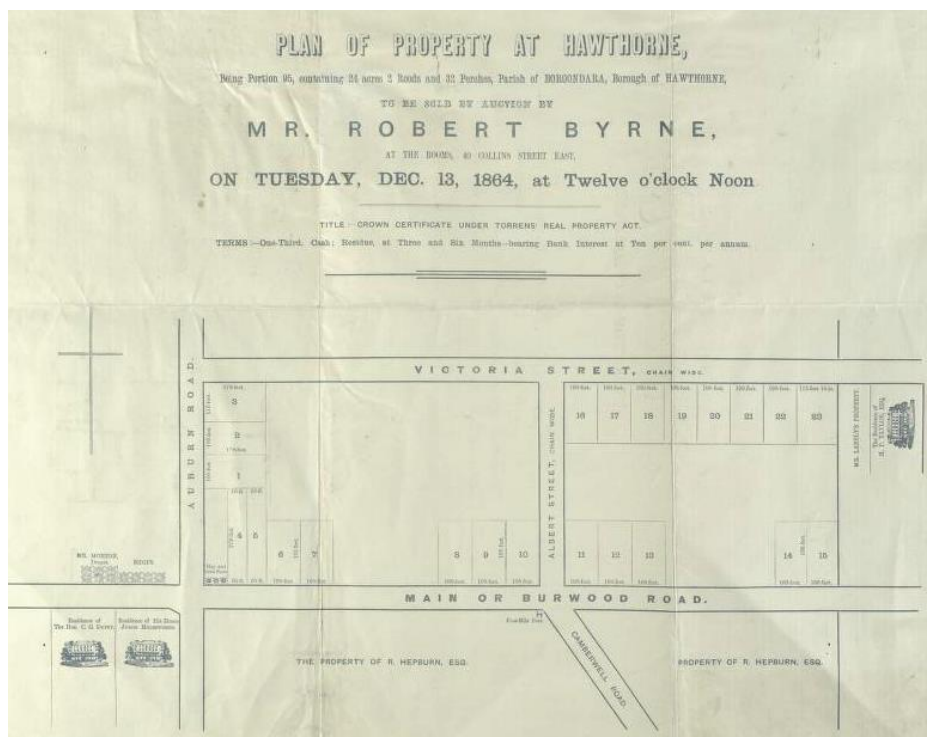 PLAN OF PROPERTY AT HAWTHORNE,
Being Portion 95, containing 24 acres 2 Roods and 32 Perches, Parish of BOROONDARA, Borough of HAWTHORNE,
TO BE SOLD BY AUCTION BY
MR. ROBERT BYRNE,
AT THE ROOMS, 40 COLLINS STREET EAST,
ON TUESDAY, DEC. 13, 1864, at Twelve o'clock Noon
TITLE:—CROWN CERTIFICATE UNDER TORRENS' REAL PROPERTY ACT.
TERMS:—One-Third. Cash; Residue, at Three and Six Months—bearing Bank Interest at Ten per cent. per annum.
VICTORIA STREET, CHAIN WIDE.
AUBURN ROAD.
3
2
1
4
5
6
7
8
9
10
ALBERT STREET, CHAIN WIDE.
16
17
18
19
20
21
22
23
11
12
13
14
15
The Residence of
MAIN OR BURWOOD ROAD.
Residence of
Residence of
CAMBERWELL ROAD.
THE PROPERTY OF R. HEPBURN, ESQ.
PROPERTY OF R. HEPBURN, ESQ.